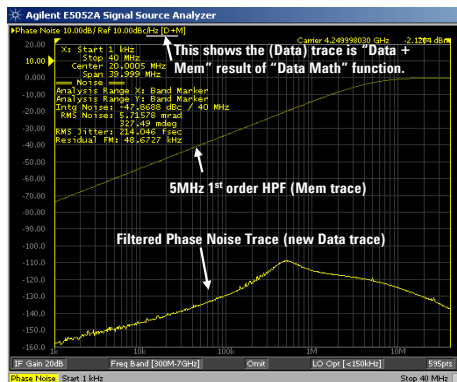 Agilent E5052A Signal Source Analyzer
▶Phase Noise 10.00dB/ Ref 10.00dBc/Hz [D+M]
Carrier 4.249998030 GHz -2.1204 dBm
This shows the (Data) trace is “Data +
Mem” result of “Data Math” function.
X: Start 1 kHz
Stop 40 MHz
Center 20.0005 MHz
Span 39.999 MHz
Noise
Analysis Range X: Band Marker
Analysis Range Y: Band Marker
Intg Noise: -47.8688 dBc / 40 MHz
RMS Noise: 5.71578 mrad
327.49 mdeg
RMS Jitter: 214.046 fsec
Residual FM: 48.6727 kHz
20.00
10.00
0.000
-10.00
-20.00
-30.00
-40.00
-50.00
-60.00
-70.00
-80.00
-90.00
-100.0
-110.0
-120.0
-130.0
-140.0
-150.0
-160.0
5MHz 1st order HPF (Mem trace)
Filtered Phase Noise Trace (new Data trace)
1k 10k 100k 1M 10M
IF Gain 20dB Freq Band [300M-7GHz] Omit LO Opt [<150kHz] 595pts
Phase Noise Start 1 kHz Stop 40 MHz